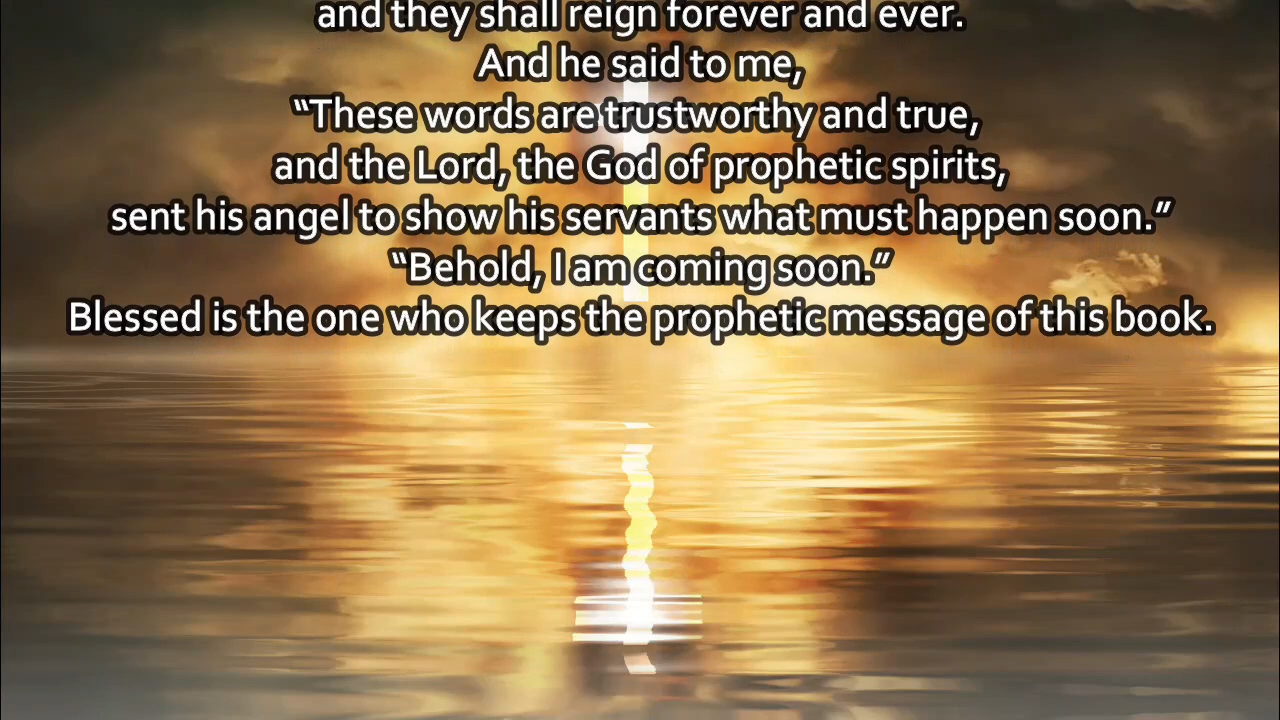 and they shall reign forever and ever.
And he said to me,
“These words are trustworthy and true,
and the Lord, the God of prophetic spirits,
sent his angel to show his servants what must happen soon.”
“Behold, I am coming soon.”
Blessed is the one who keeps the prophetic message of this book.